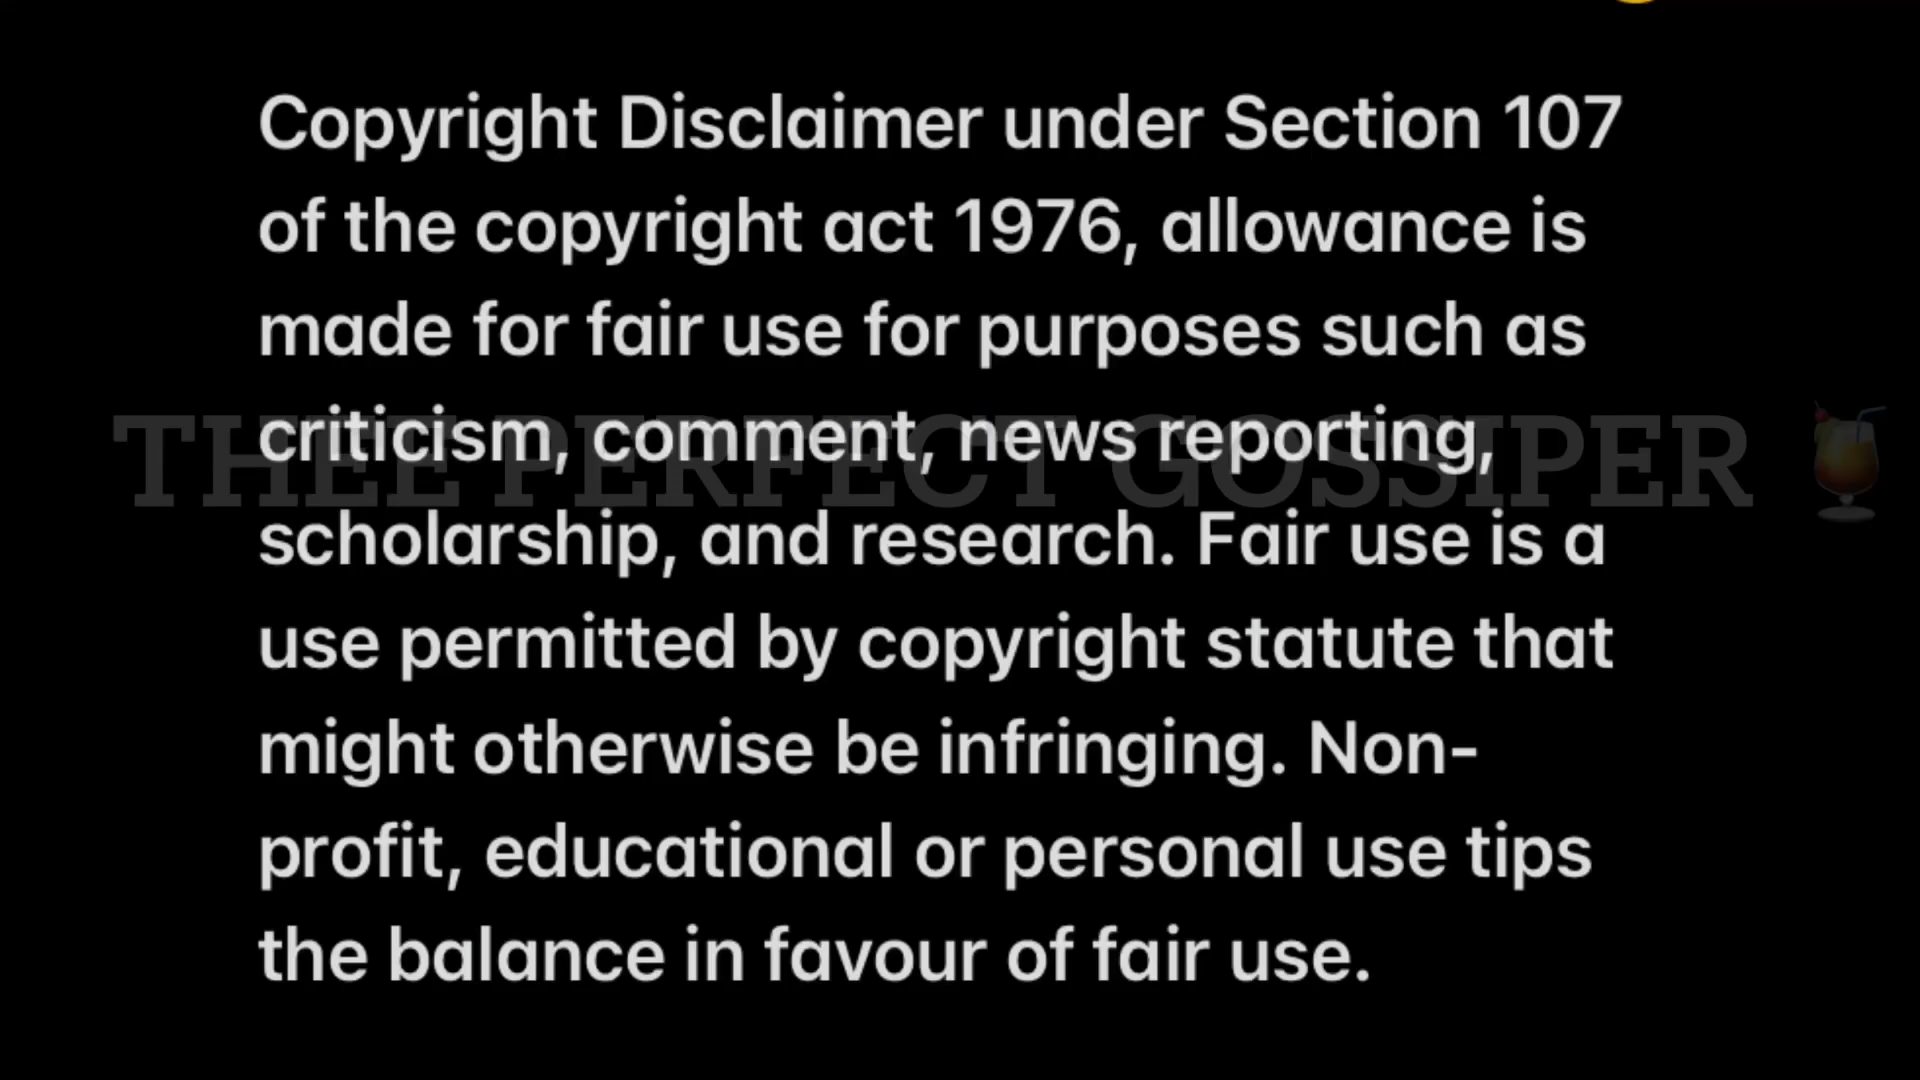 Copyright Disclaimer under Section 107
of the copyright act 1976, allowance is
made for fair use for purposes such as
criticism, comment, news reporting,
THEE PERFECT GOSSIPER
scholarship, and research. Fair use is a
use permitted by copyright statute that
might otherwise be infringing. Non-
profit, educational or personal use tips
the balance in favour of fair use.